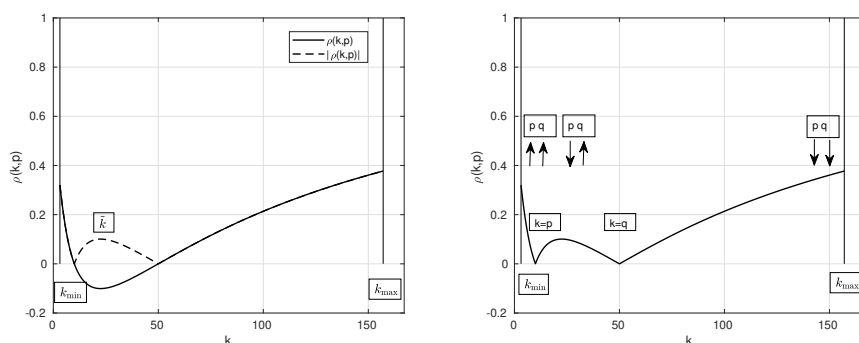 1
0.8
0.6
0.4
0.2
0
-0.2
ρ(k,p)
ρ(k,p)
|ρ(k,p)|
k̃
k_min
k_max
0
50
100
150
k
1
0.8
0.6
0.4
0.2
0
-0.2
ρ(k,p)
p q
p q
p q
k=p
k=q
k_min
k_max
0
50
100
150
k